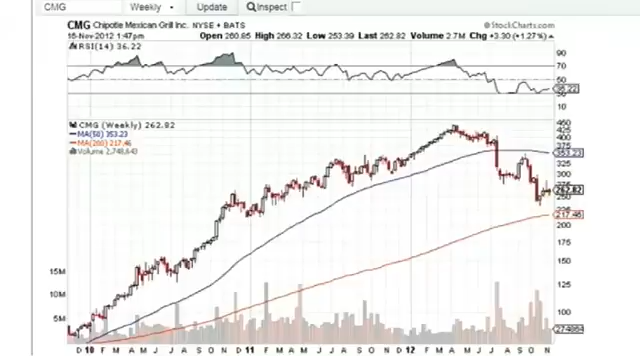 CMG Weekly Update Inspect
CMG Chipotle Mexican Grill Inc. NYSE + BATS © StockCharts.com
16-Nov-2012 1:47pm Open 260.85 High 266.32 Low 253.39 Last 262.82 Volume 2.7M Chg +3.30 (+1.27%)
RSI(14) 36.22
90
70
50
36.22
30
10
CMG (Weekly) 262.82
MA(50) 353.23
MA(200) 217.46
Volume 2,748,643
450
425
400
375
353.23
325
300
275
262.82
250
217.46
200
175
150
125
15M
10M
100
5M
2748643
10 F M A M J J A S O N D 11 F M A M J J A S O N D 12 F M A M J J A S O N